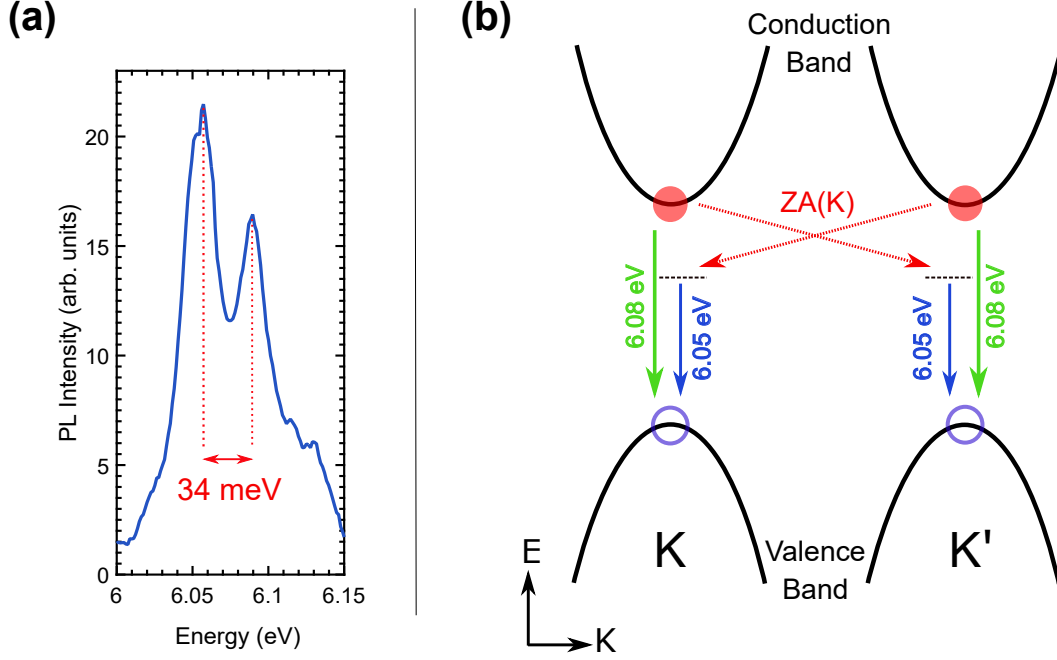 (a)
20
15
10
5
0
6
6.05
6.1
6.15
PL Intensity (arb. units)
Energy (eV)
34 meV
(b)
Conduction
Band
ZA(K)
6.08 eV
6.05 eV
6.05 eV
6.08 eV
K
Valence
Band
K'
E
K